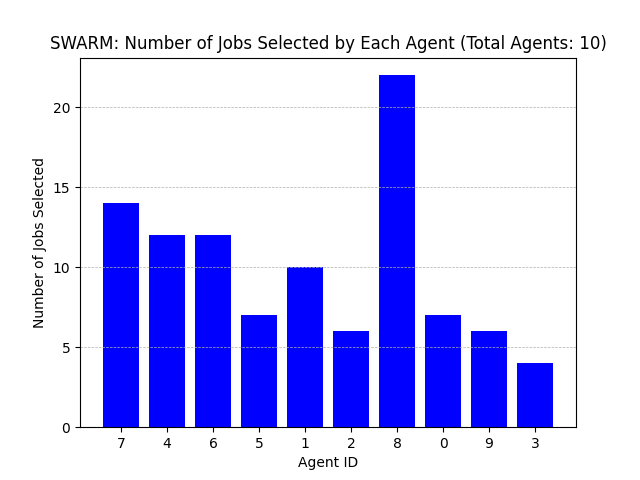 SWARM: Number of Jobs Selected by Each Agent (Total Agents: 10)
Number of Jobs Selected
20
15
10
5
0
7 4 6 5 1 2 8 0 9 3
Agent ID